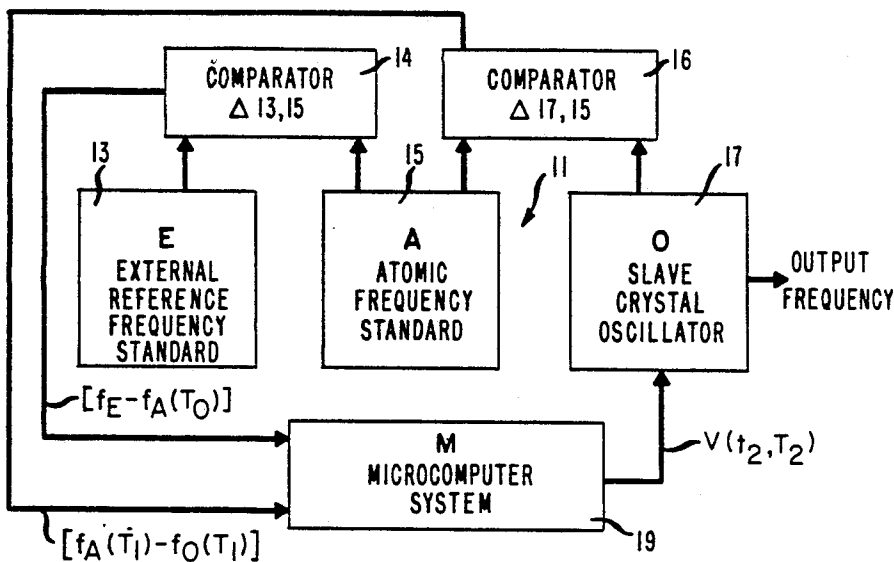 14
COMPARATOR
Δ 13,15
16
COMPARATOR
Δ 17,15
13
E
EXTERNAL
REFERENCE
FREQUENCY
STANDARD
15
A
ATOMIC
FREQUENCY
STANDARD
11
17
O
SLAVE
CRYSTAL
OSCILLATOR
OUTPUT
FREQUENCY
[fE-fA(TO)]
M
MICROCOMPUTER
SYSTEM
19
V(t2,T2)
[fA(T1)-fO(T1)]